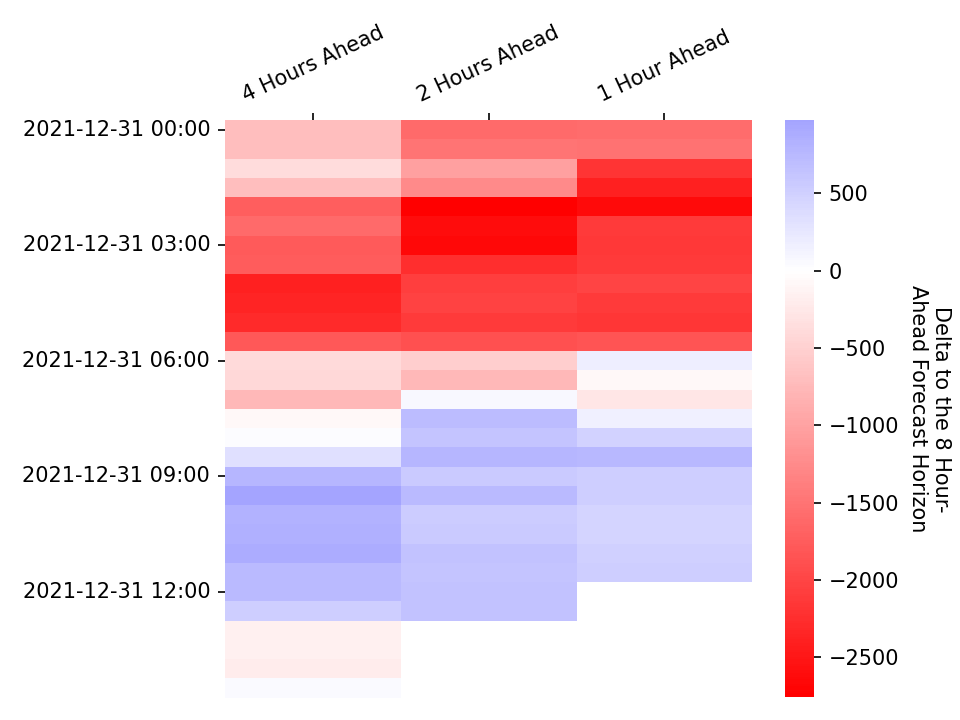 4 Hours Ahead
2 Hours Ahead
1 Hour Ahead
2021-12-31 00:00
2021-12-31 03:00
2021-12-31 06:00
2021-12-31 09:00
2021-12-31 12:00
500
0
−500
−1000
−1500
−2000
−2500
Delta to the 8 Hour-
Ahead Forecast Horizon